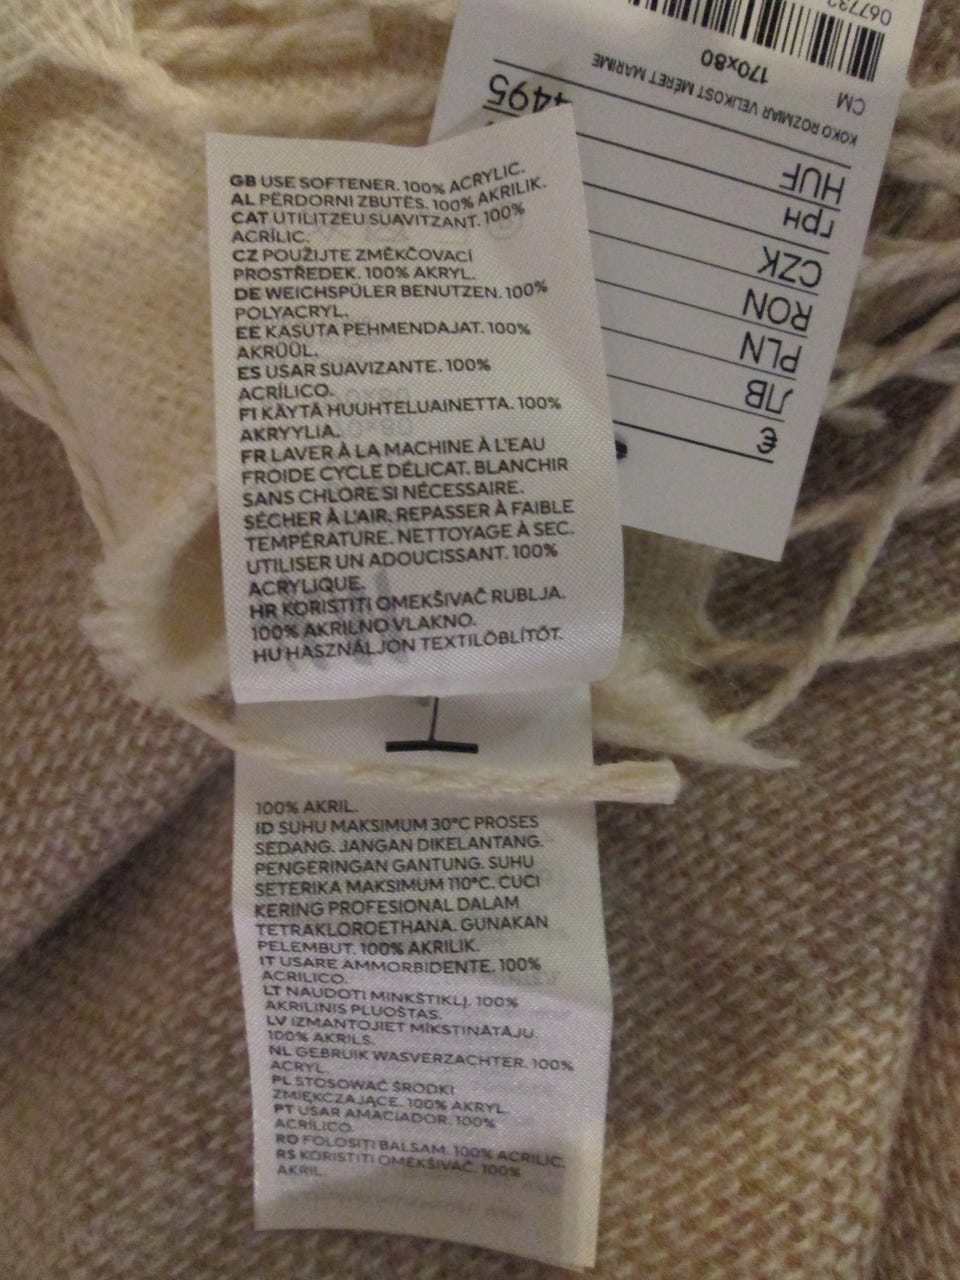 GB USE SOFTENER. 100% ACRYLIC.
AL PËRDORNI ZBUTËS. 100% AKRILIK.
CAT UTILITZEU SUAVITZANT. 100%
ACRÍLIC.
CZ POUŽIJTE ZMĚKČOVACÍ
PROSTŘEDEK. 100% AKRYL.
DE WEICHSPÜLER BENUTZEN. 100%
POLYACRYL.
EE KASUTA PEHMENDAJAT. 100%
AKRÜÜL.
ES USAR SUAVIZANTE. 100%
ACRÍLICO.
FI KÄYTÄ HUUHTELUAINETTA. 100%
AKRYYLIA.
FR LAVER À LA MACHINE À L'EAU
FROIDE CYCLE DÉLICAT. BLANCHIR
SANS CHLORE SI NÉCESSAIRE.
SÉCHER À L'AIR. REPASSER À FAIBLE
TEMPÉRATURE. NETTOYAGE À SEC.
UTILISER UN ADOUCISSANT. 100%
ACRYLIQUE.
HR KORISTITI OMEKŠIVAČ RUBLJA.
100% AKRILNO VLAKNO.
HU HASZNÁLJON TEXTILÖBLÍTŐT.
100% AKRIL.
ID SUHU MAKSIMUM 30°C PROSES
SEDANG. JANGAN DIKELANTANG.
PENGERINGAN GANTUNG. SUHU
SETERIKA MAKSIMUM 110°C. CUCI
KERING PROFESIONAL DALAM
TETRAKLOROETHANA. GUNAKAN
PELEMBUT. 100% AKRILIK.
IT USARE AMMORBIDENTE. 100%
ACRILICO.
LT NAUDOTI MINKŠTIKLĮ. 100%
AKRILINIS PLUOŠTAS.
LV IZMANTOJIET MĪKSTINĀTĀJU.
100% AKRILS.
NL GEBRUIK WASVERZACHTER. 100%
ACRYL.
PL STOSOWAĆ ŚRODKI
ZMIĘKCZAJĄCE. 100% AKRYL.
PT USAR AMACIADOR. 100%
ACRÍLICO.
RO FOLOSIȚI BALSAM. 100% ACRILIC.
RS KORISTITI OMEKŠIVAČ. 100%
AKRIL.
€
ЛВ
PLN
RON
CZK
грн
HUF 4495
KOKO ROZMIAR VELIKOST MÉRET MARIME
CM 170x80